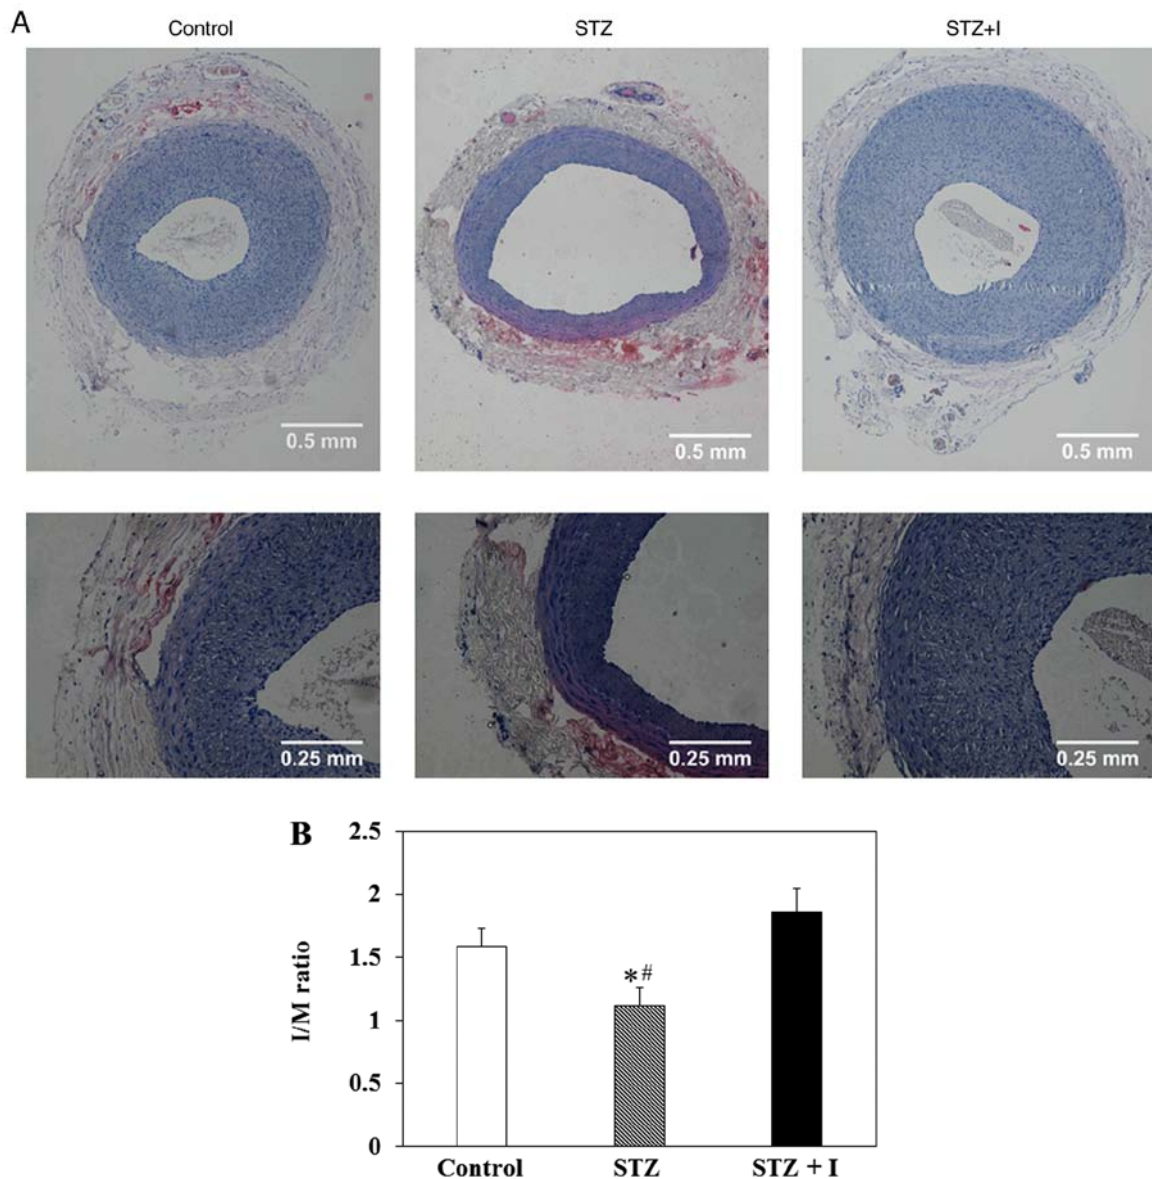 A
Control STZ STZ+I
0.5 mm 0.5 mm 0.5 mm
0.25 mm 0.25 mm 0.25 mm
B
2.5
2
1.5
1
0.5
0
I/M ratio
*#
Control STZ STZ + I